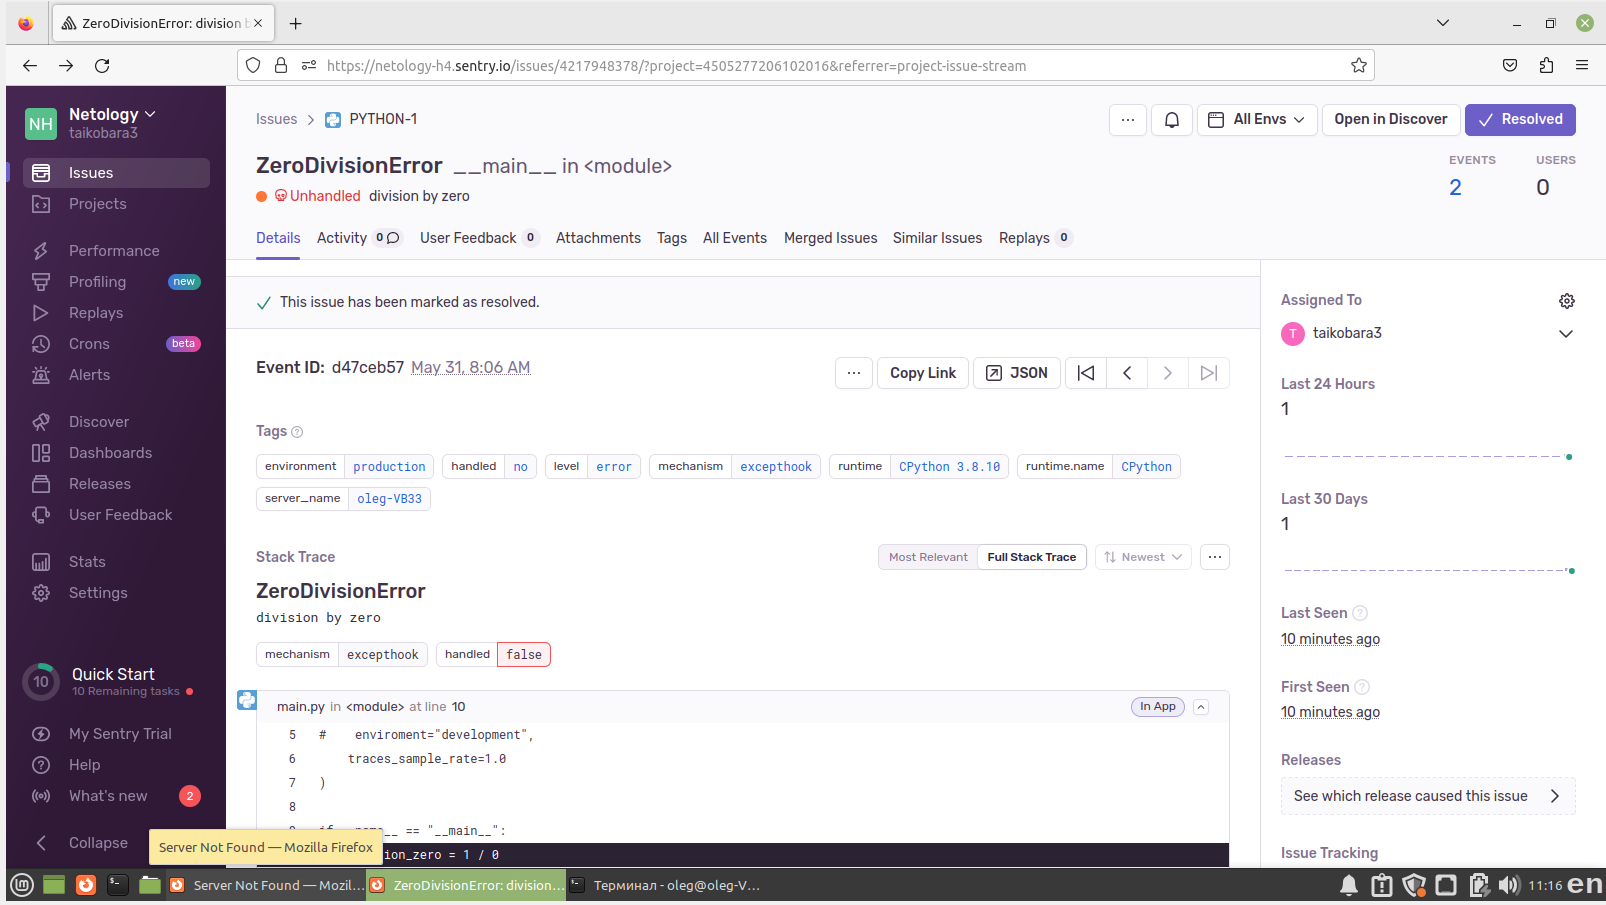 ZeroDivisionError: division b
https://netology-h4.sentry.io/issues/4217948378/?project=4505277206102016&referrer=project-issue-stream
NH
Netology
taikobara3
Issues
Projects
Performance
Profiling new
Replays
Crons beta
Alerts
Discover
Dashboards
Releases
User Feedback
Stats
Settings
10
Quick Start
10 Remaining tasks
My Sentry Trial
Help
What's new 2
Collapse
Issues > PYTHON-1
... All Envs Open in Discover Resolved
ZeroDivisionError __main__ in <module>
EVENTS USERS
2 0
Unhandled division by zero
Details Activity 0 User Feedback 0 Attachments Tags All Events Merged Issues Similar Issues Replays 0
This issue has been marked as resolved.
Event ID: d47ceb57 May 31, 8:06 AM
... Copy Link JSON
Tags ?
environment production handled no level error mechanism excepthook runtime CPython 3.8.10 runtime.name CPython
server_name oleg-VB33
Stack Trace
Most Relevant Full Stack Trace Newest ...
ZeroDivisionError
division by zero
mechanism excepthook handled false
main.py in <module> at line 10
In App
5 # enviroment="development",
6 traces_sample_rate=1.0
7 )
8
== "__main__":
ion_zero = 1 / 0
Assigned To
T taikobara3
Last 24 Hours
1
Last 30 Days
1
Last Seen ?
10 minutes ago
First Seen ?
10 minutes ago
Releases
See which release caused this issue
Issue Tracking
Server Not Found — Mozilla Firefox
Server Not Found — Mozil...
ZeroDivisionError: division...
Терминал - oleg@oleg-V...
11:16 en